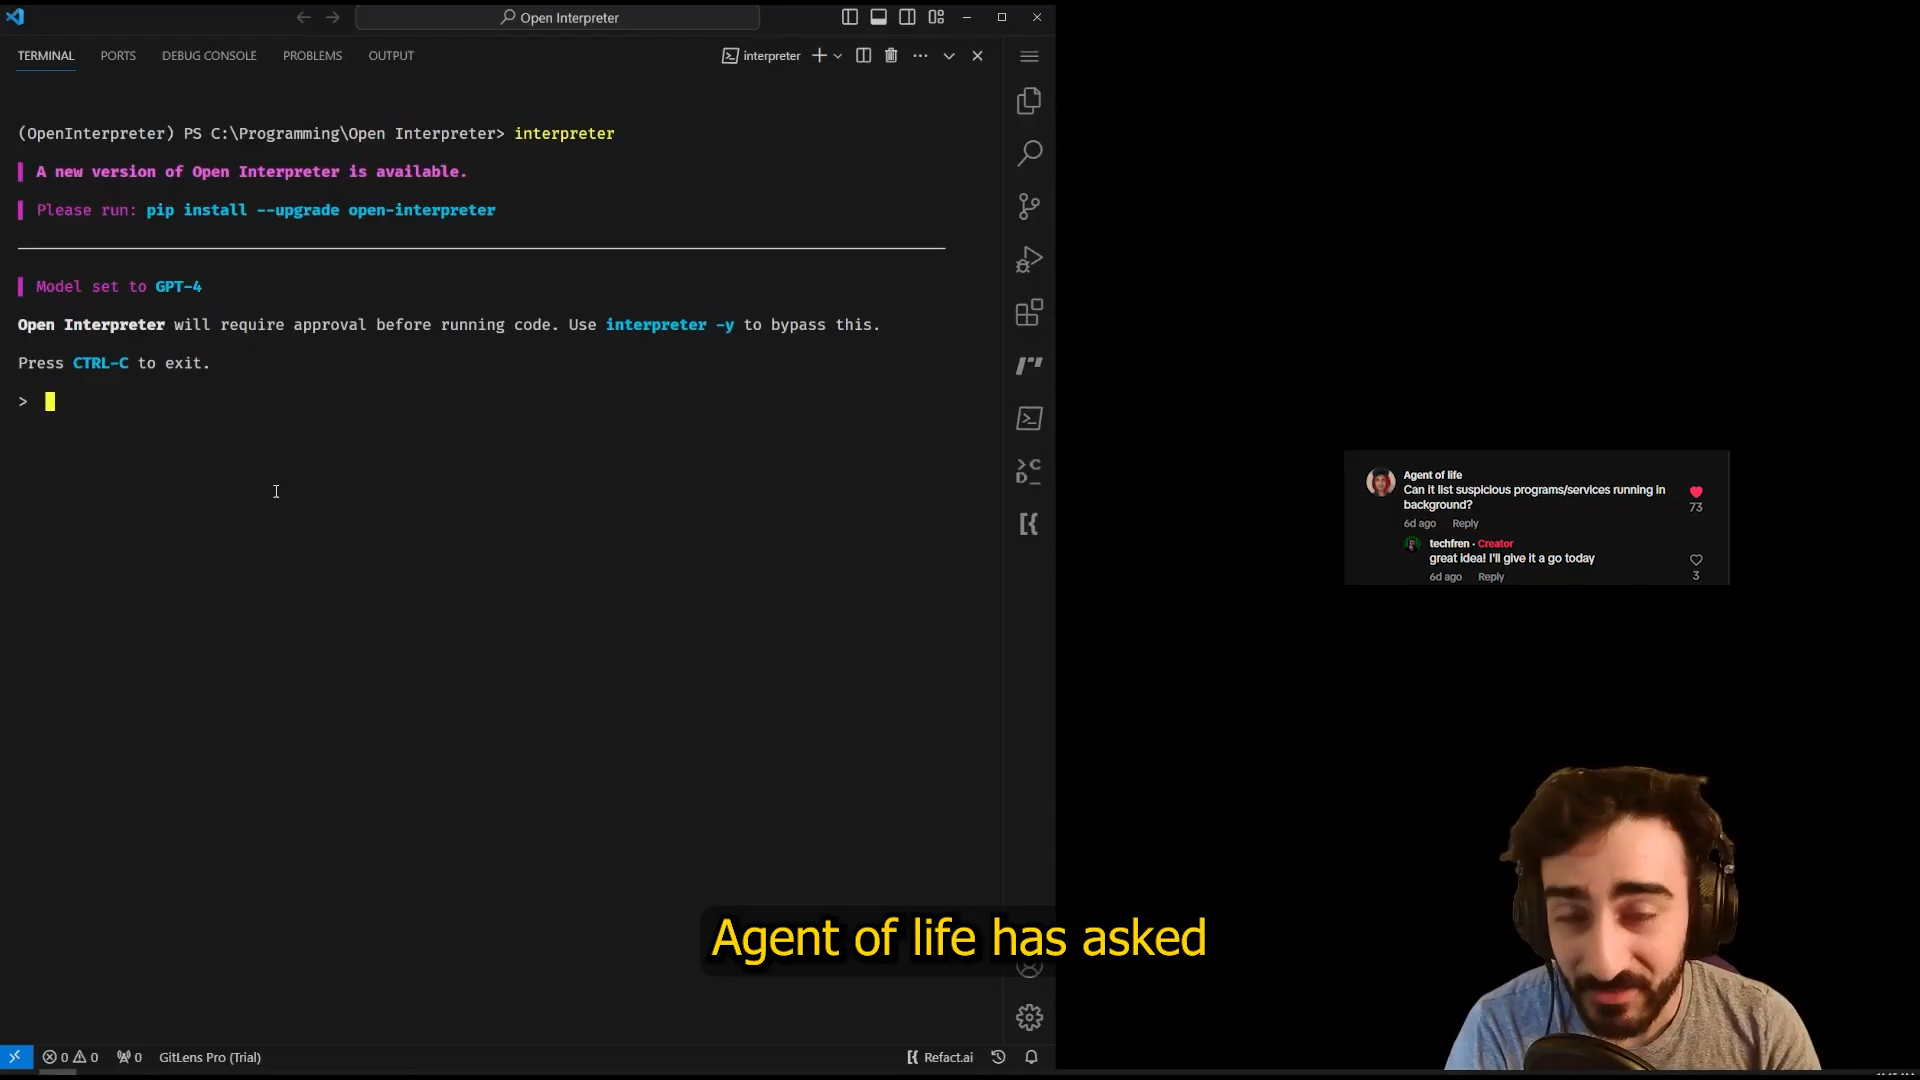 Open Interpreter
TERMINAL PORTS DEBUG CONSOLE PROBLEMS OUTPUT interpreter
(OpenInterpreter) PS C:\Programming\Open Interpreter> interpreter
A new version of Open Interpreter is available.
Please run: pip install --upgrade open-interpreter
Model set to GPT-4
Open Interpreter will require approval before running code. Use interpreter -y to bypass this.
Press CTRL-C to exit.
>
Agent of life
Can it list suspicious programs/services running in
background?
73
6d ago Reply
techfren · Creator
great idea! I'll give it a go today
6d ago Reply
3
Agent of life has asked
0 0 0 GitLens Pro (Trial) Refact.ai